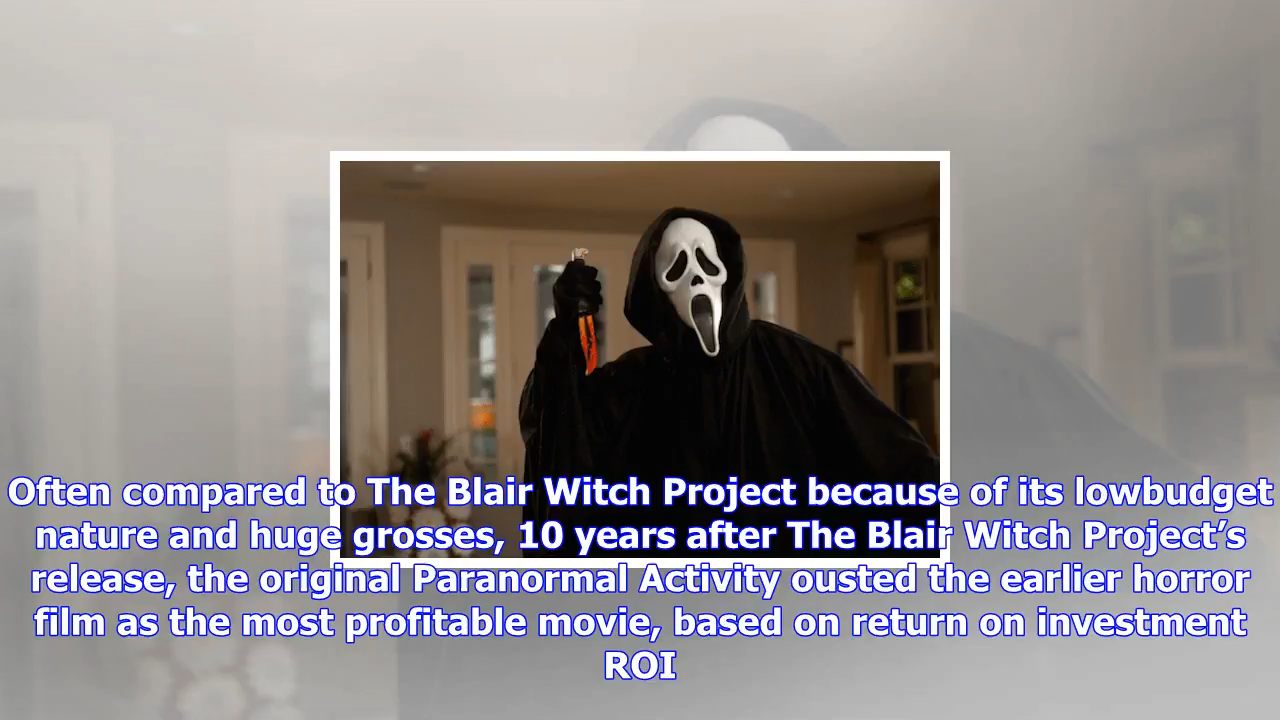 Often compared to The Blair Witch Project because of its lowbudget
nature and huge grosses, 10 years after The Blair Witch Project’s
release, the original Paranormal Activity ousted the earlier horror
film as the most profitable movie, based on return on investment
ROI